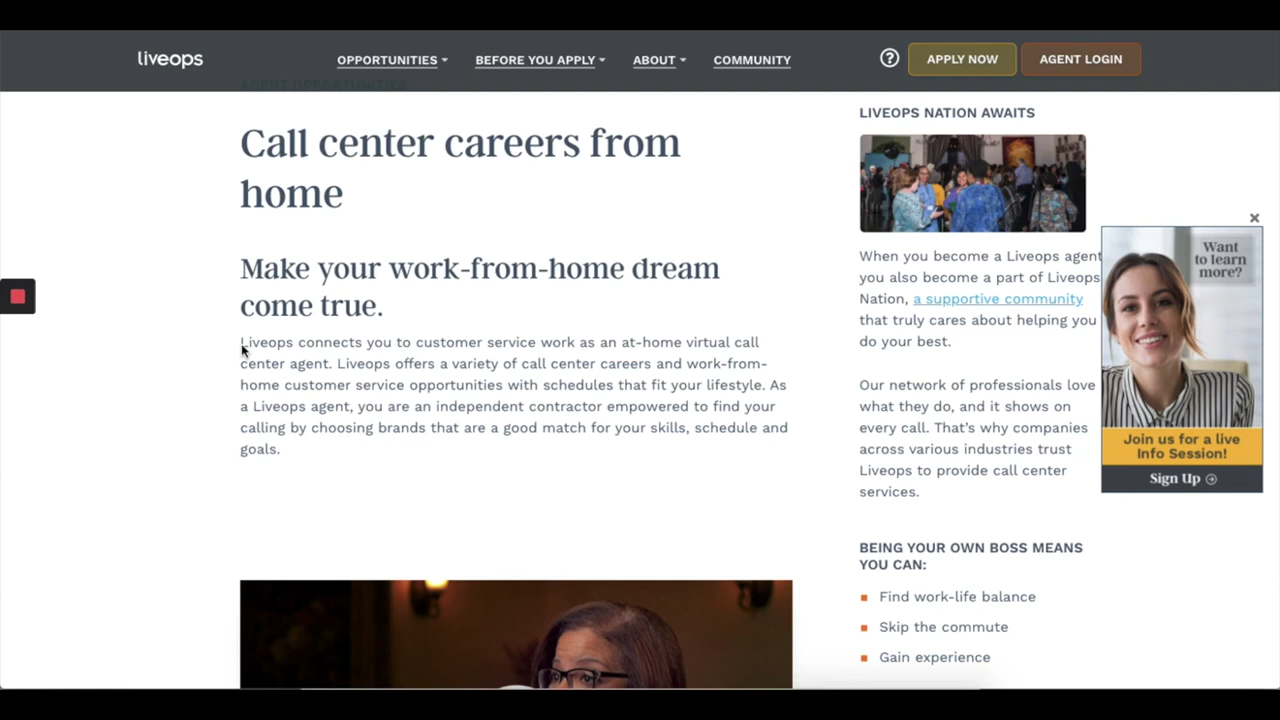 liveops
OPPORTUNITIES
BEFORE YOU APPLY
ABOUT
COMMUNITY
?
APPLY NOW
AGENT LOGIN
AGENT OPPORTUNITIES
Call center careers from
home
Make your work-from-home dream
come true.
Liveops connects you to customer service work as an at-home virtual call
center agent. Liveops offers a variety of call center careers and work-from-
home customer service opportunities with schedules that fit your lifestyle. As
a Liveops agent, you are an independent contractor empowered to find your
calling by choosing brands that are a good match for your skills, schedule and
goals.
LIVEOPS NATION AWAITS
When you become a Liveops agent
you also become a part of Liveops
Nation, a supportive community
that truly cares about helping you
do your best.
Our network of professionals love
what they do, and it shows on
every call. That's why companies
across various industries trust
Liveops to provide call center
services.
BEING YOUR OWN BOSS MEANS
YOU CAN:
Find work-life balance
Skip the commute
Gain experience
Want
to learn
more?
Join us for a live
Info Session!
Sign Up